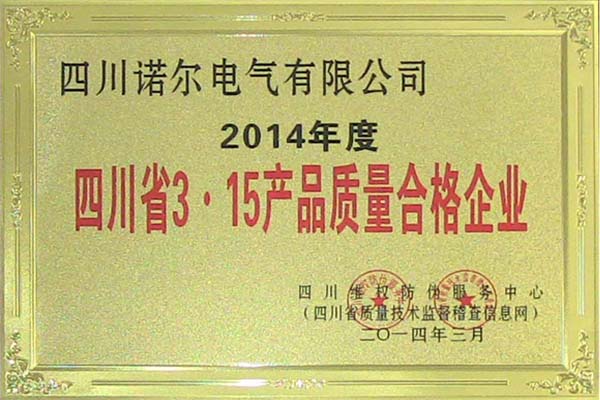 四川诺尔电气有限公司
2014年度
四川省3·15产品质量合格企业
四川维权防伪服务中心
（四川省质量技术监督稽查信息网）
二〇一四年三月